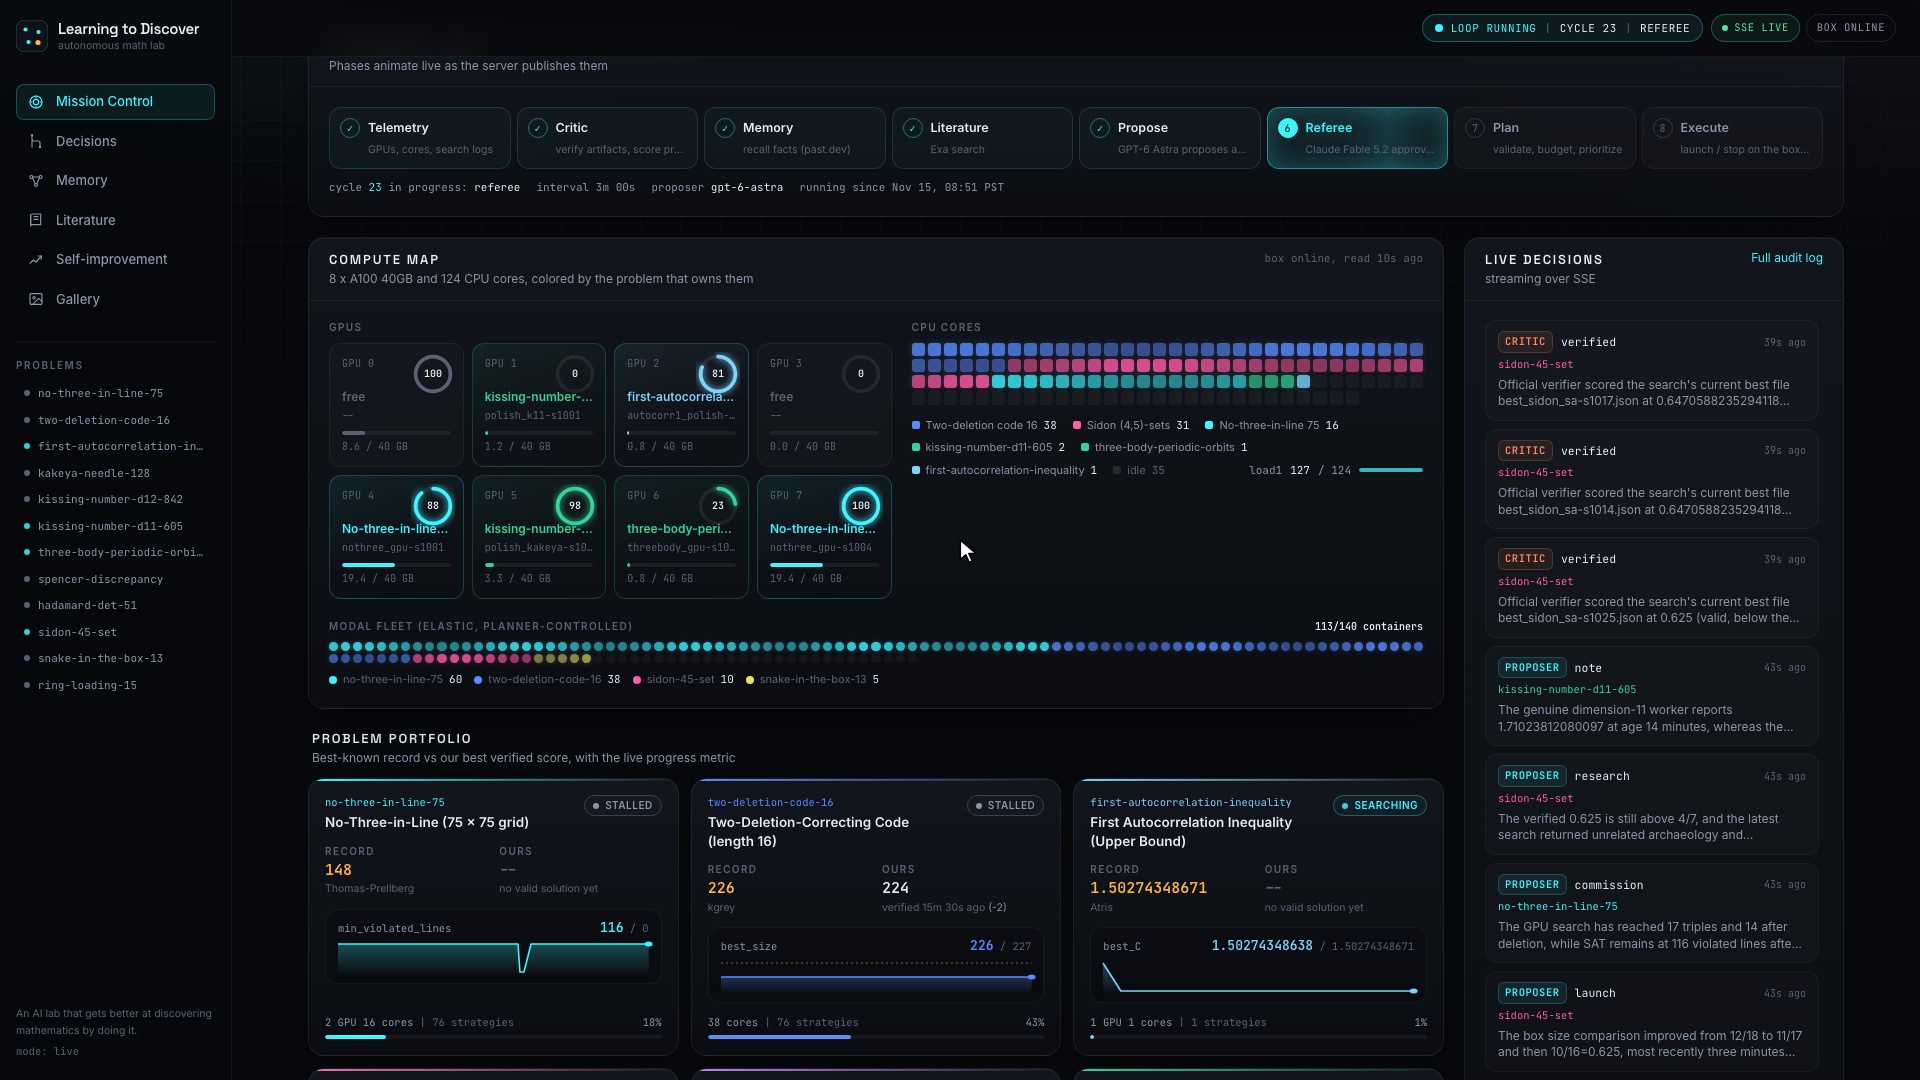 Learning to Discover
autonomous math lab
LOOP RUNNING | CYCLE 23 | REFEREE
SSE LIVE
BOX ONLINE
Mission Control
Decisions
Memory
Literature
Self-improvement
Gallery
PROBLEMS
no-three-in-line-75
two-deletion-code-16
first-autocorrelation-in…
kakeya-needle-128
kissing-number-d12-842
kissing-number-d11-605
three-body-periodic-orbi…
spencer-discrepancy
hadamard-det-51
sidon-45-set
snake-in-the-box-13
ring-loading-15
An AI lab that gets better at discovering
mathematics by doing it.
mode: live
Phases animate live as the server publishes them
✓ Telemetry
GPUs, cores, search logs
✓ Critic
verify artifacts, score pr…
✓ Memory
recall facts (past.dev)
✓ Literature
Exa search
✓ Propose
GPT-6 Astra proposes a…
6 Referee
Claude Fable 5.2 approv…
7 Plan
validate, budget, prioritize
8 Execute
launch / stop on the box…
cycle 23 in progress: referee interval 3m 00s proposer gpt-6-astra running since Nov 15, 08:51 PST
COMPUTE MAP
8 x A100 40GB and 124 CPU cores, colored by the problem that owns them
box online, read 10s ago
GPUS
GPU 0
100
free
--
8.6 / 40 GB
GPU 1
0
kissing-number-…
polish_k11-s1001
1.2 / 40 GB
GPU 2
81
first-autocorrela…
autocorr1_polish-…
0.8 / 40 GB
GPU 3
0
free
--
0.0 / 40 GB
GPU 4
88
No-three-in-line…
nothree_gpu-s1001
19.4 / 40 GB
GPU 5
98
kissing-number-…
polish_kakeya-s10…
3.3 / 40 GB
GPU 6
23
three-body-peri…
threebody_gpu-s10…
0.8 / 40 GB
GPU 7
100
No-three-in-line…
nothree_gpu-s1004
19.4 / 40 GB
CPU CORES
Two-deletion code 16 38 Sidon (4,5)-sets 31 No-three-in-line 75 16
kissing-number-d11-605 2 three-body-periodic-orbits 1
first-autocorrelation-inequality 1 idle 35
load1 127 / 124
MODAL FLEET (ELASTIC, PLANNER-CONTROLLED)
113/140 containers
no-three-in-line-75 60 two-deletion-code-16 38 sidon-45-set 10 snake-in-the-box-13 5
PROBLEM PORTFOLIO
Best-known record vs our best verified score, with the live progress metric
no-three-in-line-75
STALLED
No-Three-in-Line (75 × 75 grid)
RECORD
148
Thomas-Prellberg
OURS
--
no valid solution yet
min_violated_lines
116 / 0
2 GPU 16 cores | 76 strategies
18%
two-deletion-code-16
STALLED
Two-Deletion-Correcting Code
(length 16)
RECORD
226
kgrey
OURS
224
verified 15m 30s ago (-2)
best_size
226 / 227
38 cores | 76 strategies
43%
first-autocorrelation-inequality
SEARCHING
First Autocorrelation Inequality
(Upper Bound)
RECORD
1.50274348671
Atris
OURS
--
no valid solution yet
best_C
1.50274348638 / 1.50274348671
1 GPU 1 cores | 1 strategies
1%
LIVE DECISIONS
streaming over SSE
Full audit log
CRITIC verified 39s ago
sidon-45-set
Official verifier scored the search's current best file
best_sidon_sa-s1017.json at 0.6470588235294118…
CRITIC verified 39s ago
sidon-45-set
Official verifier scored the search's current best file
best_sidon_sa-s1014.json at 0.6470588235294118…
CRITIC verified 39s ago
sidon-45-set
Official verifier scored the search's current best file
best_sidon_sa-s1025.json at 0.625 (valid, below the…
PROPOSER note 43s ago
kissing-number-d11-605
The genuine dimension-11 worker reports
1.71023812080097 at age 14 minutes, whereas the…
PROPOSER research 43s ago
sidon-45-set
The verified 0.625 is still above 4/7, and the latest
search returned unrelated archaeology and…
PROPOSER commission 43s ago
no-three-in-line-75
The GPU search has reached 17 triples and 14 after
deletion, while SAT remains at 116 violated lines afte…
PROPOSER launch 43s ago
sidon-45-set
The box size comparison improved from 12/18 to 11/17
and then 10/16=0.625, most recently three minutes…